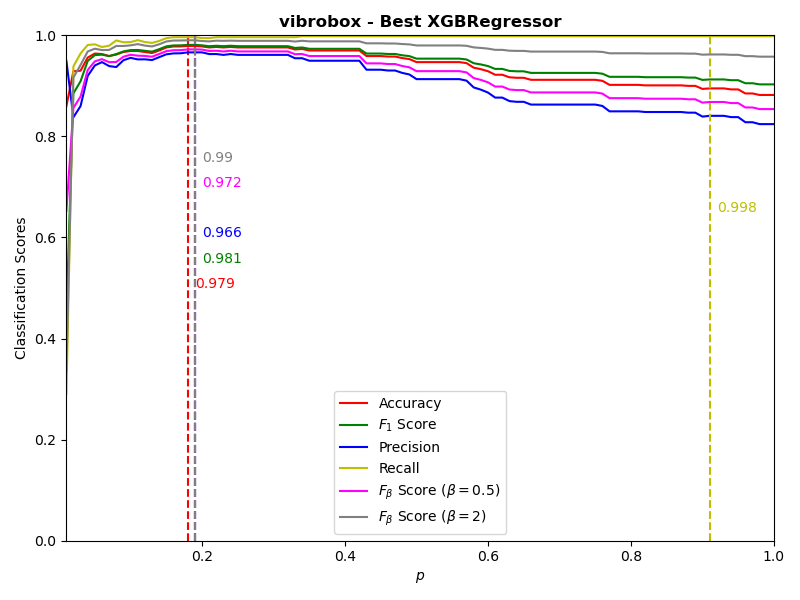 vibrobox - Best XGBRegressor
Classification Scores
1.0
0.8
0.6
0.4
0.2
0.0
0.99
0.972
0.966
0.981
0.979
0.998
Accuracy
F₁ Score
Precision
Recall
Fβ Score (β = 0.5)
Fβ Score (β = 2)
0.2 0.4 0.6 0.8 1.0
p